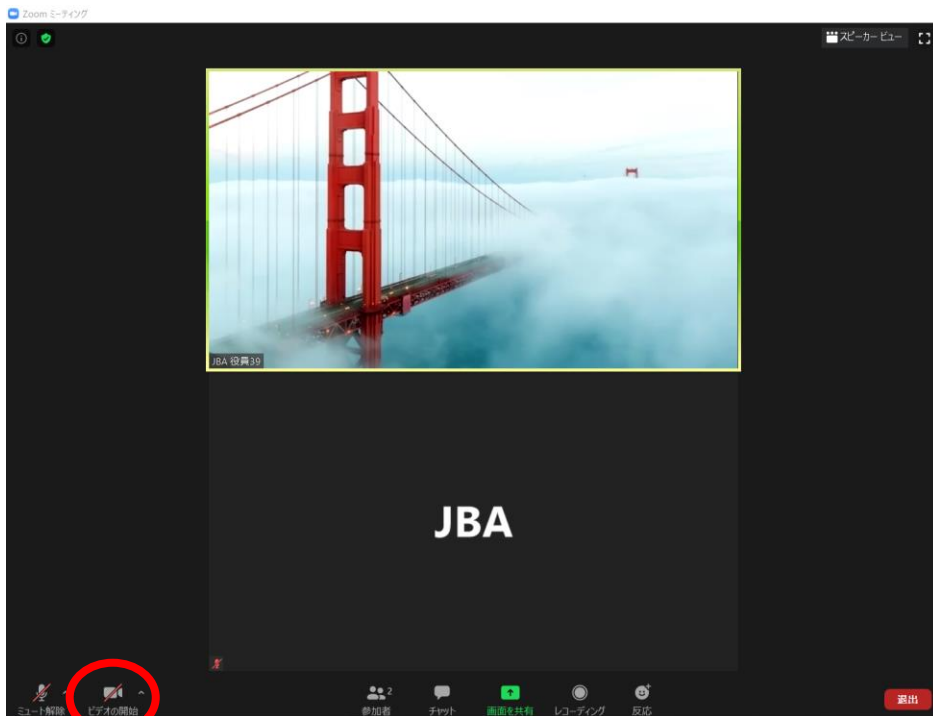 Zoom ミーティング
スピーカー ビュー
JBA 役員39
JBA
ミュート解除
ビデオの開始
2
参加者
チャット
画面を共有
レコーディング
反応
退出